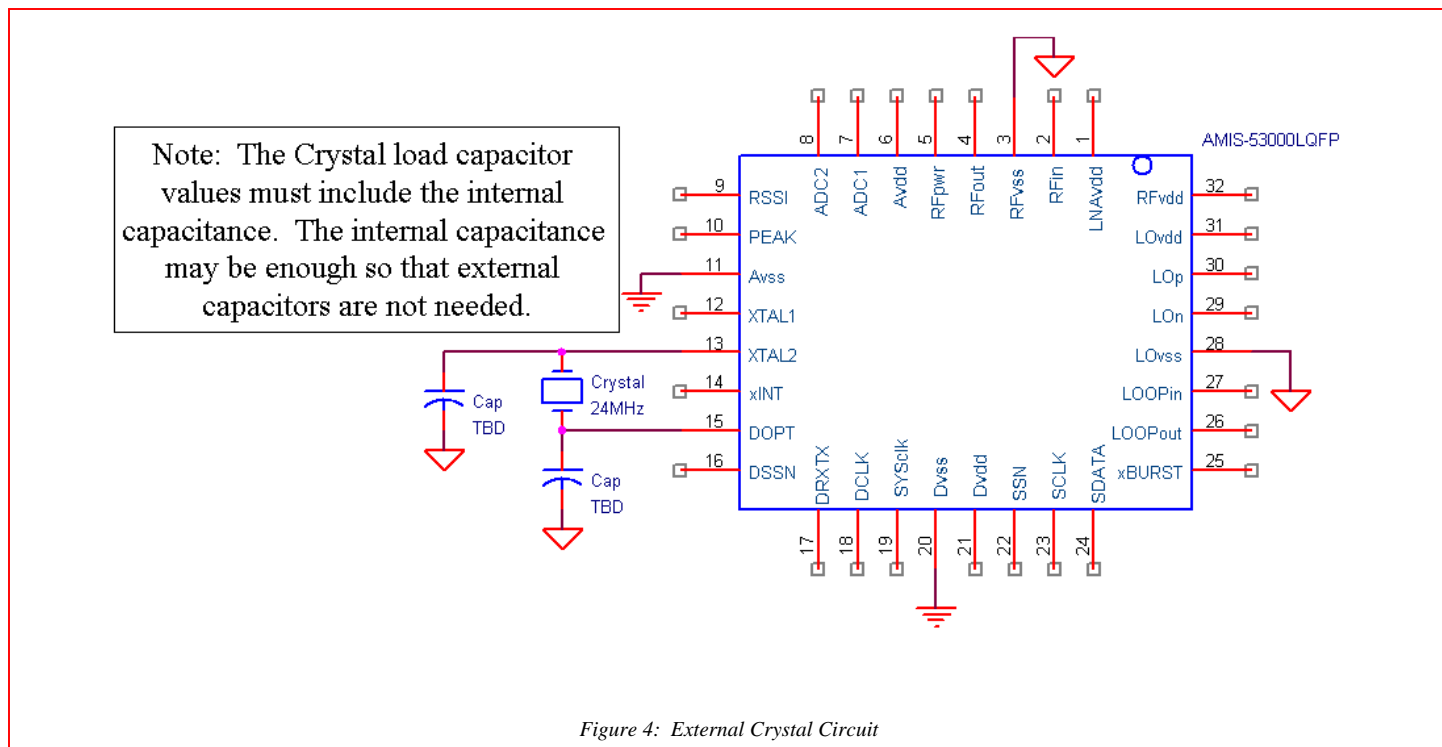 Note: The Crystal load capacitor
values must include the internal
capacitance. The internal capacitance
may be enough so that external
capacitors are not needed.
AMIS-53000LQFP
8
7
6
5
4
3
2
1
ADC2
ADC1
Avdd
RFpwr
RFout
RFvss
RFin
LNAvdd
9
RSSI
10
PEAK
11
Avss
12
XTAL1
13
XTAL2
14
xINT
15
DOPT
16
DSSN
Crystal
24MHz
Cap
TBD
Cap
TBD
RFvdd
32
LOvdd
31
LOp
30
LOn
29
LOvss
28
LOOPin
27
LOOPout
26
xBURST
25
DRXTX
DCLK
SYSclk
Dvss
Dvdd
SSN
SCLK
SDATA
17
18
19
20
21
22
23
24
Figure 4: External Crystal Circuit